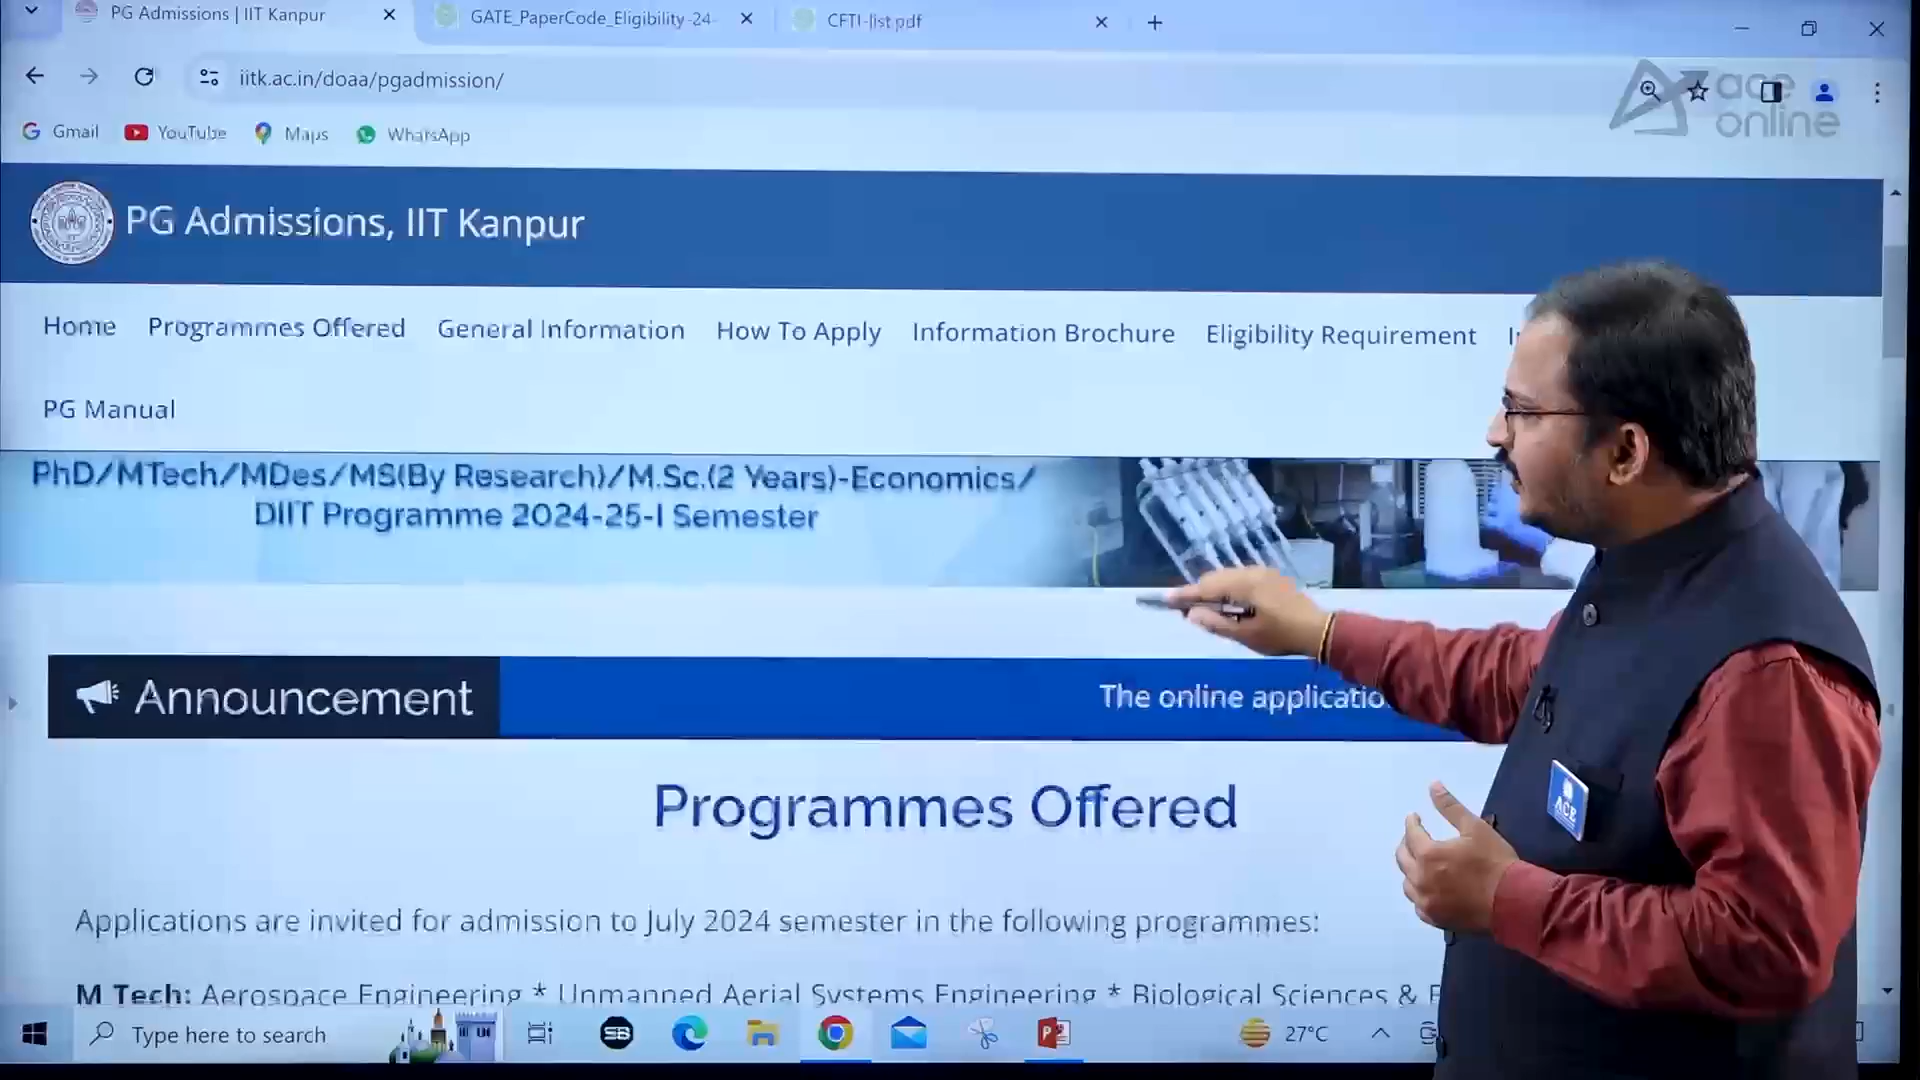 PG Admissions | IIT Kanpur
GATE_PaperCode_Eligibility-24-
CFTI-list.pdf
iitk.ac.in/doaa/pgadmission/
ace
online
Gmail
YouTube
Maps
WhatsApp
PG Admissions, IIT Kanpur
Home
Programmes Offered
General Information
How To Apply
Information Brochure
Eligibility Requirement
PG Manual
PhD/MTech/MDes/MS(By Research)/M.Sc.(2 Years)-Economics/
DIIT Programme 2024-25-I Semester
Announcement
The online applicatio
Programmes Offered
Applications are invited for admission to July 2024 semester in the following programmes:
M Tech: Aerospace Engineering * Unmanned Aerial Systems Engineering * Biological Sciences &
Type here to search
SB
27°C
ACE